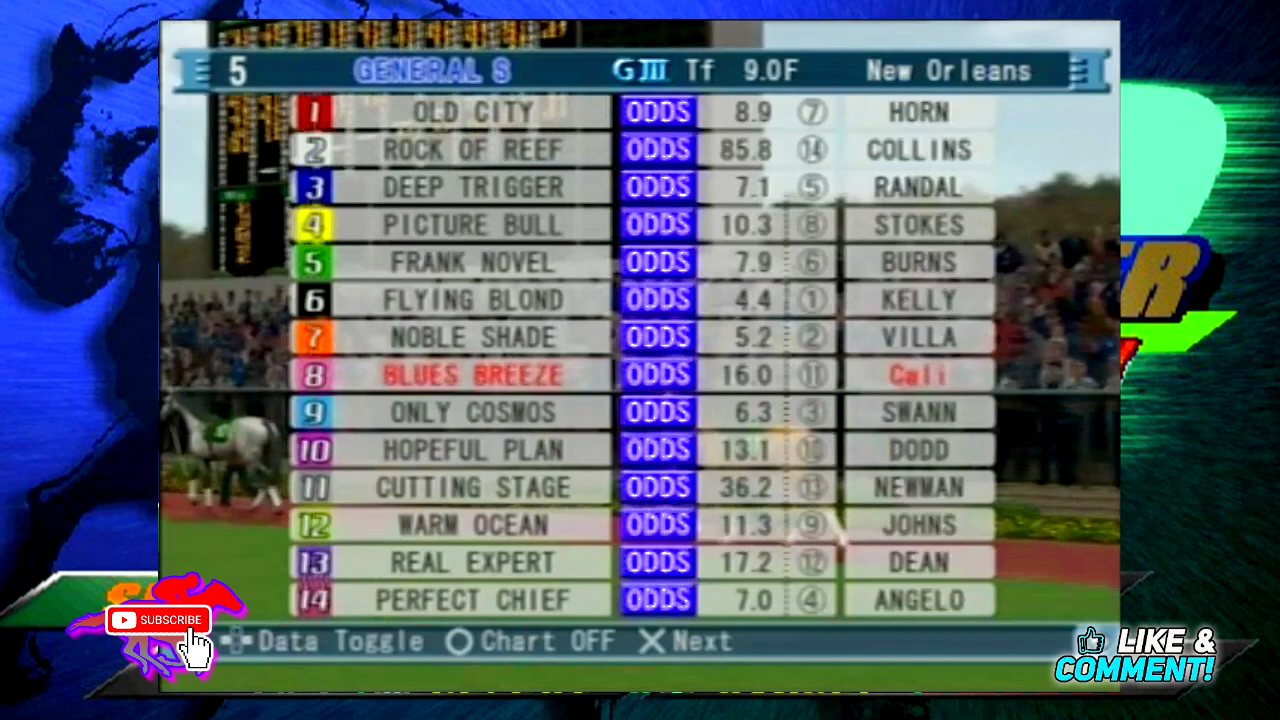 5 GENERAL S GIII Tf 9.0F New Orleans
1 OLD CITY ODDS 8.9 ⑦ HORN
2 ROCK OF REEF ODDS 85.8 ⑭ COLLINS
3 DEEP TRIGGER ODDS 7.1 ⑤ RANDAL
4 PICTURE BULL ODDS 10.3 ⑧ STOKES
5 FRANK NOVEL ODDS 7.9 ⑥ BURNS
6 FLYING BLOND ODDS 4.4 ① KELLY
7 NOBLE SHADE ODDS 5.2 ② VILLA
8 BLUES BREEZE ODDS 16.0 ⑪ Cali
9 ONLY COSMOS ODDS 6.3 ③ SWANN
10 HOPEFUL PLAN ODDS 13.1 ⑩ DODD
11 CUTTING STAGE ODDS 36.2 ⑬ NEWMAN
12 WARM OCEAN ODDS 11.3 ⑨ JOHNS
13 REAL EXPERT ODDS 17.2 ⑫ DEAN
14 PERFECT CHIEF ODDS 7.0 ④ ANGELO
Data Toggle ◯ Chart OFF ✕ Next
SUBSCRIBE
LIKE &
COMMENT!